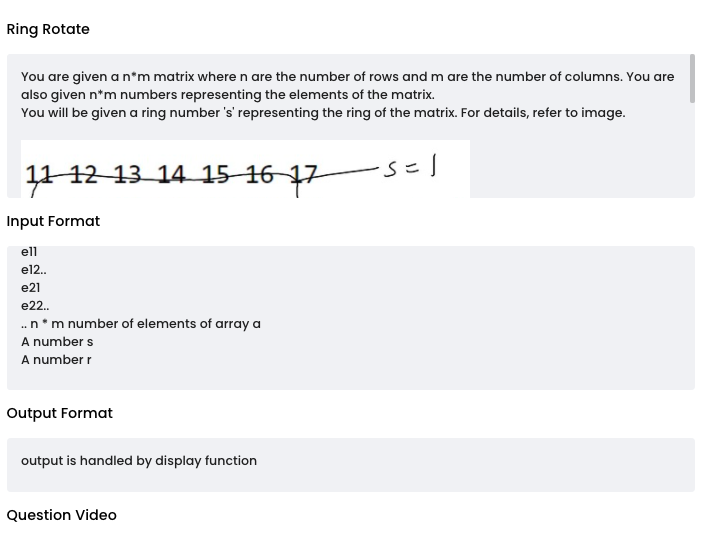 Ring Rotate
You are given a n*m matrix where n are the number of rows and m are the number of columns. You are
also given n*m numbers representing the elements of the matrix.
You will be given a ring number 's' representing the ring of the matrix. For details, refer to image.
11 12 13 14 15 16 17 s = 1
Input Format
e11
e12..
e21
e22..
.. n * m number of elements of array a
A number s
A number r
Output Format
output is handled by display function
Question Video